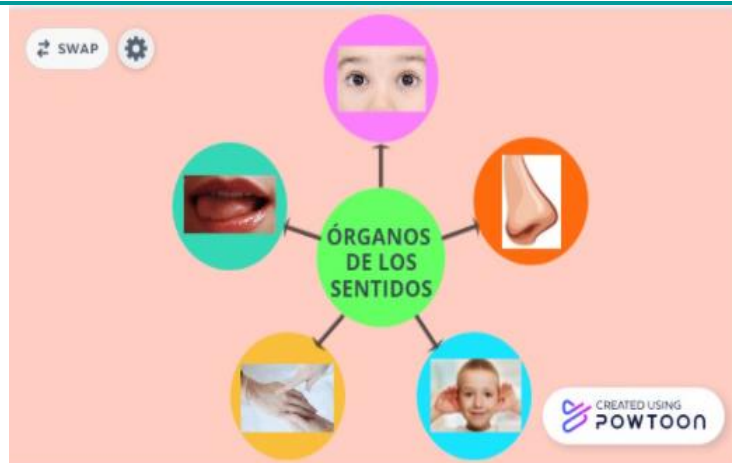 SWAP
ÓRGANOS
DE LOS
SENTIDOS
CREATED USING
POWTOON